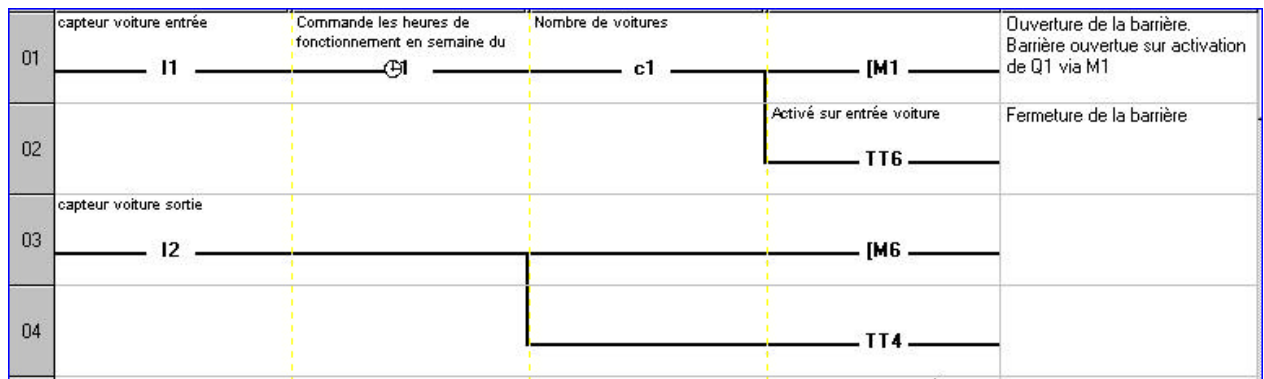 capteur voiture entrée
Commande les heures de
fonctionnement en semaine du
Nombre de voitures
Ouverture de la barrière.
Barrière ouvertue sur activation
de Q1 via M1
01
I1
1
c1
[M1
Activé sur entrée voiture
Fermeture de la barrière
02
TT6
capteur voiture sortie
03
I2
[M6
04
TT4